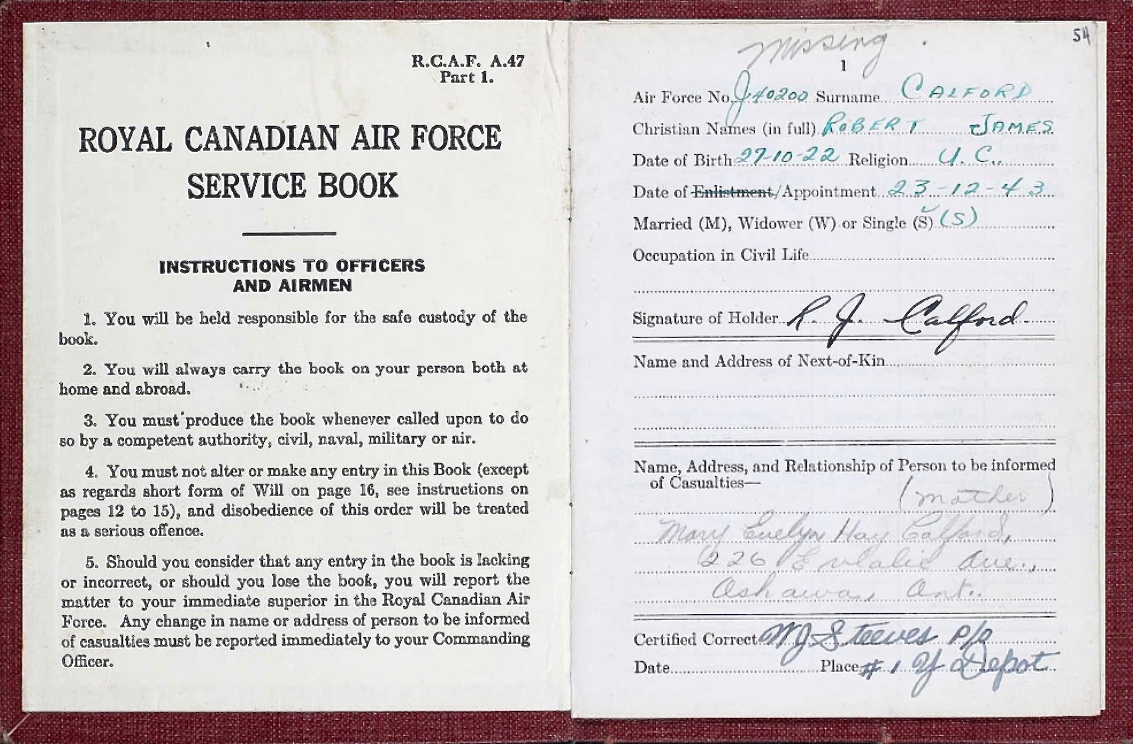 R.C.A.F. A.47
Part 1.
ROYAL CANADIAN AIR FORCE
SERVICE BOOK
INSTRUCTIONS TO OFFICERS
AND AIRMEN
1. You will be held responsible for the safe custody of the
book.
2. You will always carry the book on your person both at
home and abroad.
3. You must produce the book whenever called upon to do
so by a competent authority, civil, naval, military or air.
4. You must not alter or make any entry in this Book (except
as regards short form of Will on page 16, see instructions on
pages 12 to 15), and disobedience of this order will be treated
as a serious offence.
5. Should you consider that any entry in the book is lacking
or incorrect, or should you lose the book, you will report the
matter to your immediate superior in the Royal Canadian Air
Force. Any change in name or address of person to be informed
of casualties must be reported immediately to your Commanding
Officer.
54
Missing
1
Air Force No. J40200 Surname CALFORD
Christian Names (in full) ROBERT JAMES
Date of Birth 27-10-22 Religion U.C.
Date of Enlistment/Appointment 23-12-43
Married (M), Widower (W) or Single (S) (S)
Occupation in Civil Life
Signature of Holder R. J. Calford
Name and Address of Next-of-Kin
Name, Address, and Relationship of Person to be informed
of Casualties—
(mother)
Mary Evelyn Hay Calford,
226 Eulalie Ave.,
Oshawa, Ont.
Certified Correct W J Steeves P/O
Date Place # 1 Y Depot